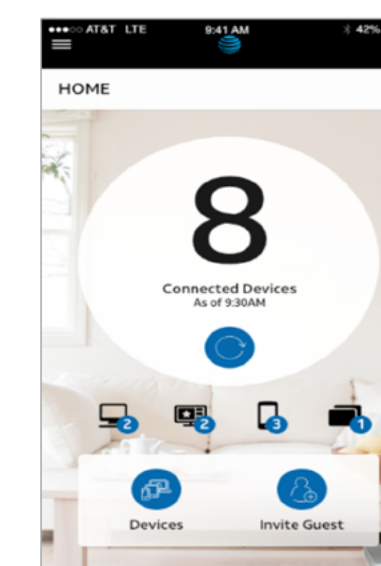 AT&T LTE 9:41 AM 42%
HOME
8
Connected Devices
As of 9:30AM
2 2 3 1
Devices Invite Guest